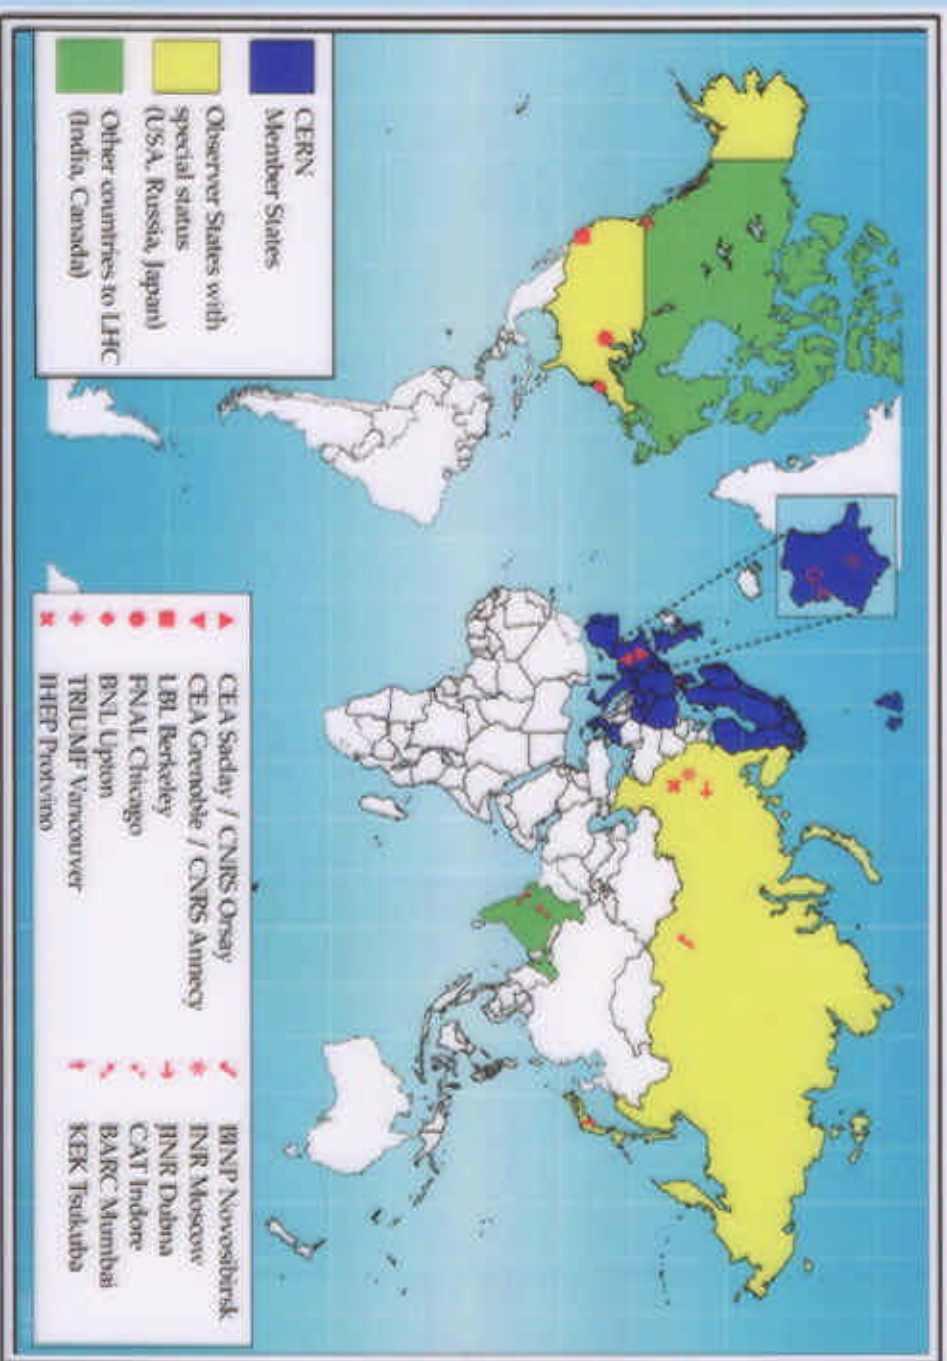 CERN
Member States
Observer States with
special status
(USA, Russia, Japan)
Other countries to LHC
(India, Canada)
CEA Saclay / CNRS Orsay
CEA Grenoble / CNRS Annecy
LBL Berkeley
FNAL Chicago
BNL Upton
TRIUMF Vancouver
IHEP Protvino
BINP Novosibirsk
INR Moscow
JINR Dubna
CAT Indore
BARC Mumbai
KEK Tsukuba